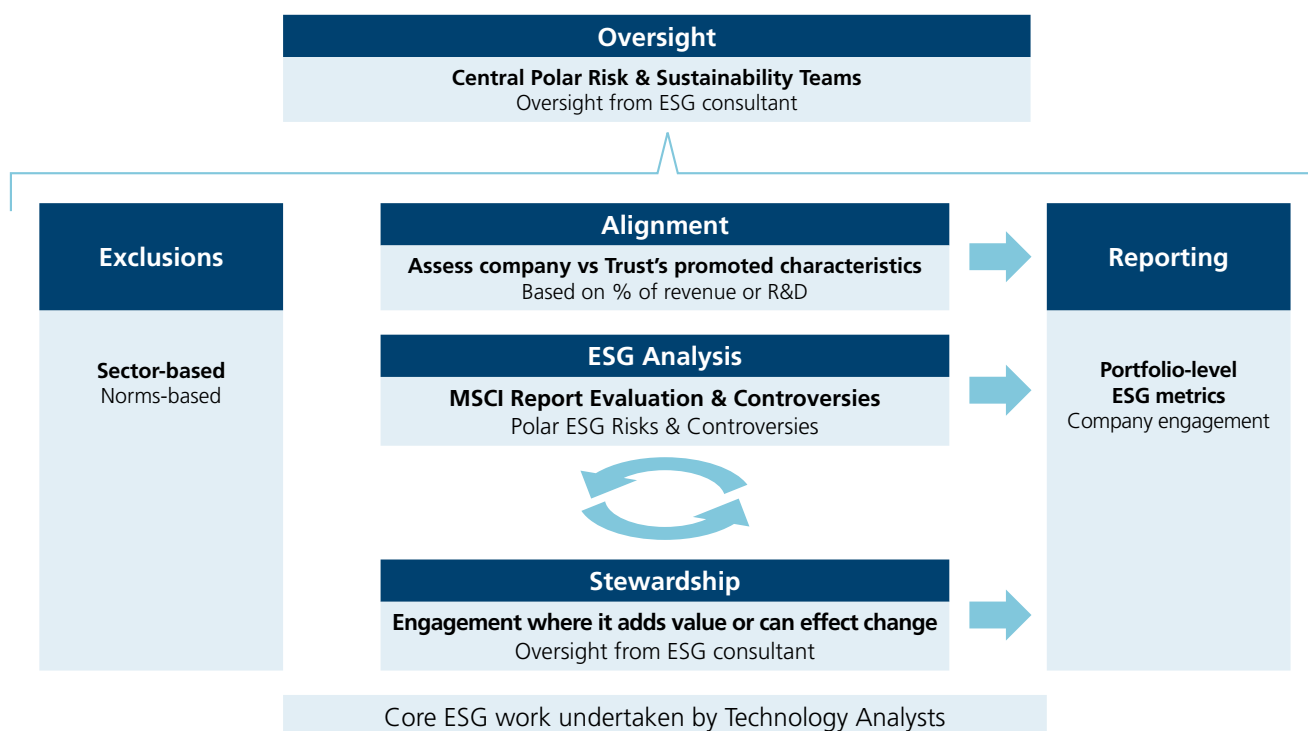 Oversight
Central Polar Risk & Sustainability Teams
Oversight from ESG consultant
Exclusions
Sector-based
Norms-based
Alignment
Assess company vs Trust's promoted characteristics
Based on % of revenue or R&D
ESG Analysis
MSCI Report Evaluation & Controversies
Polar ESG Risks & Controversies
Stewardship
Engagement where it adds value or can effect change
Oversight from ESG consultant
Reporting
Portfolio-level
ESG metrics
Company engagement
Core ESG work undertaken by Technology Analysts